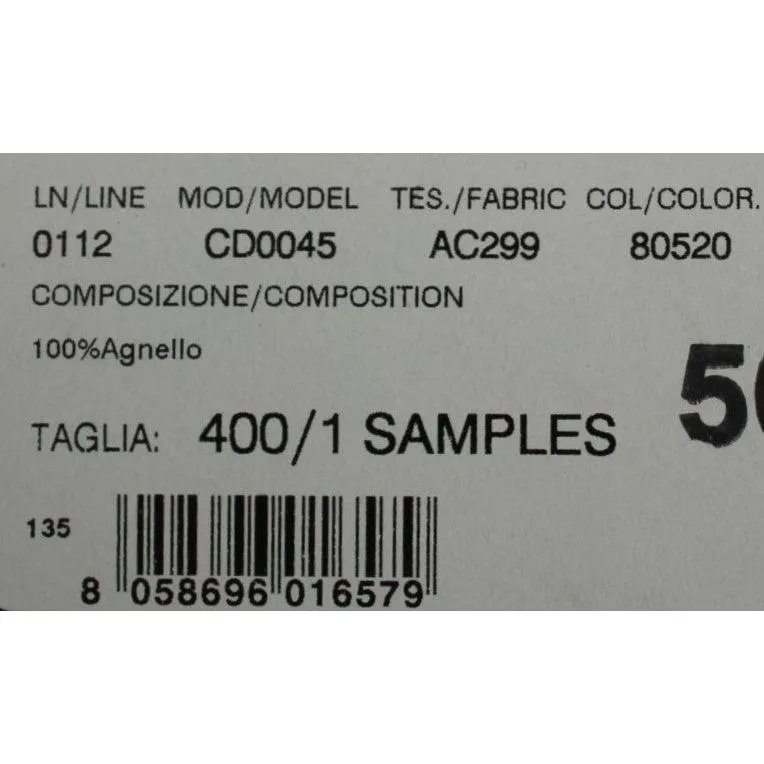 LN/LINE MOD/MODEL TES./FABRIC COL/COLOR.
0112 CD0045 AC299 80520
COMPOSIZIONE/COMPOSITION
100%Agnello
TAGLIA: 400/1 SAMPLES
135
8 058696 016579